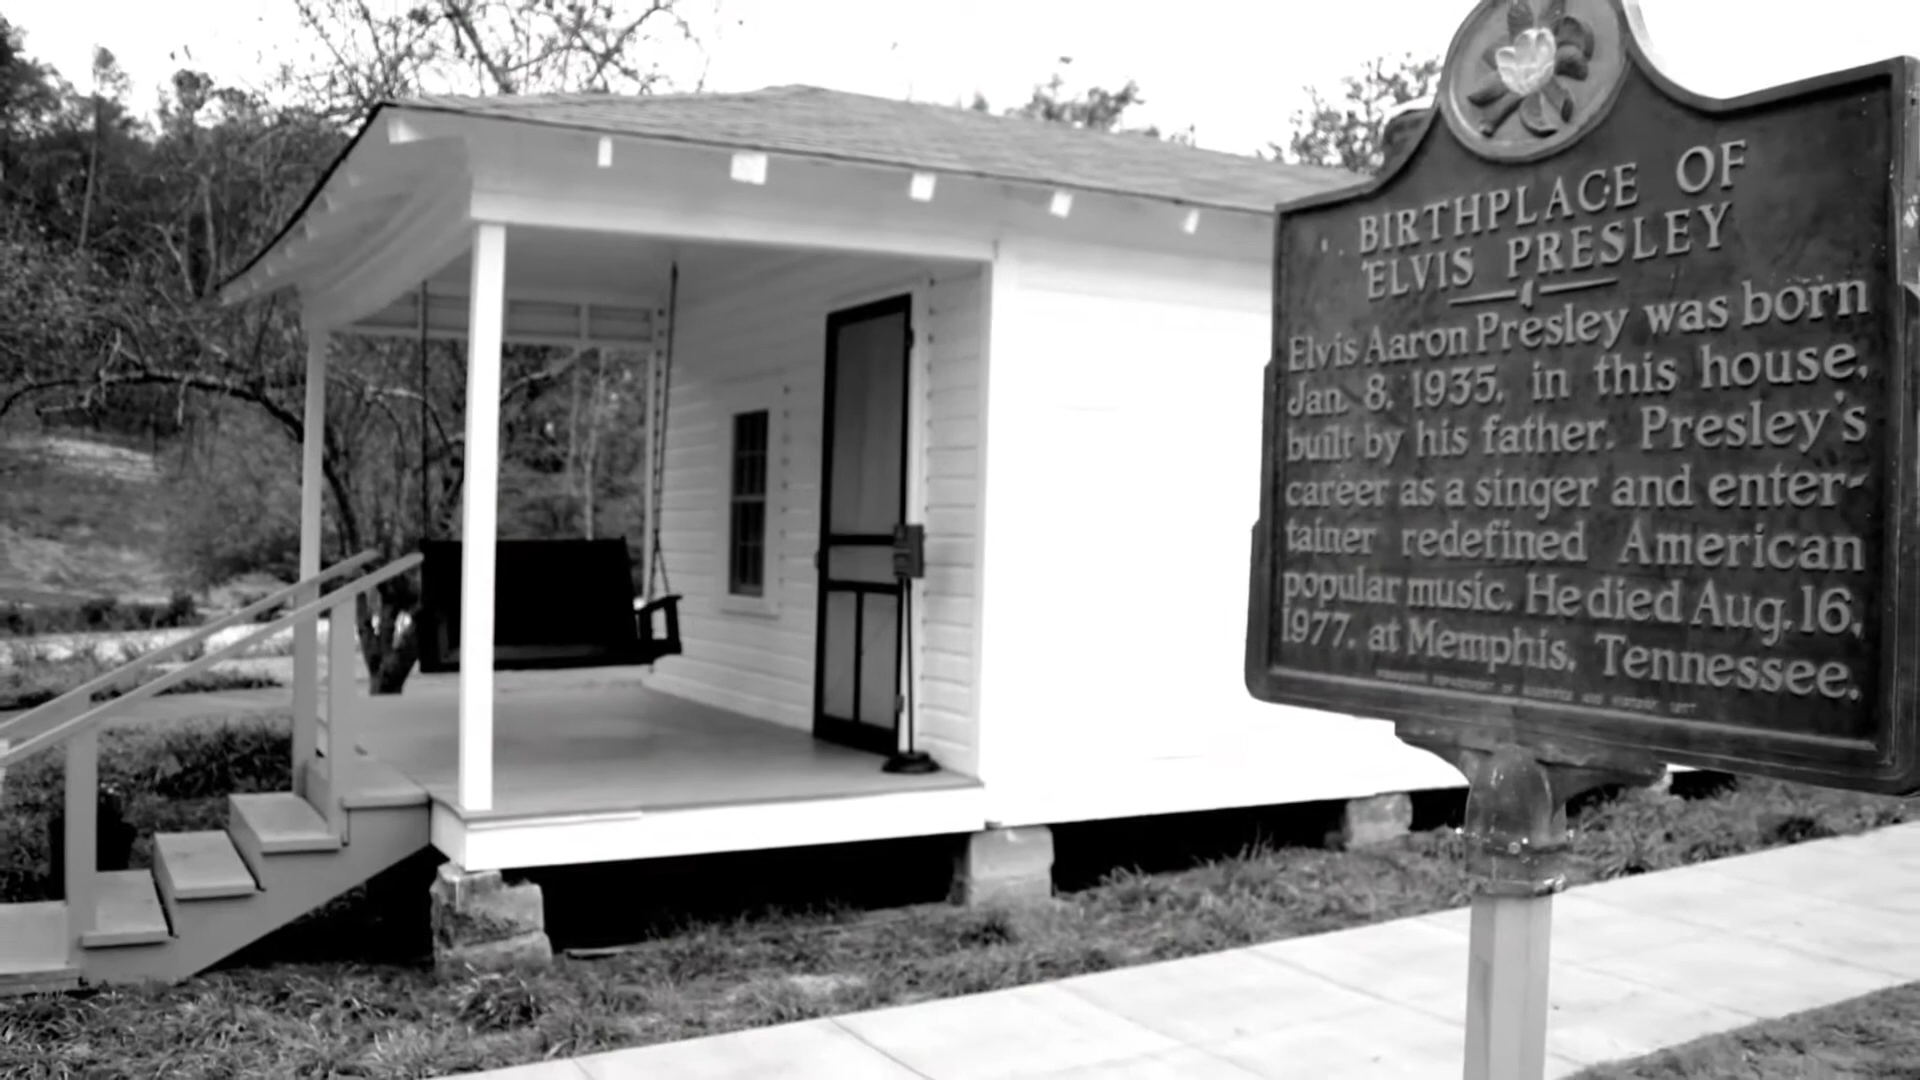 BIRTHPLACE OF
ELVIS PRESLEY
Elvis Aaron Presley was born
Jan. 8, 1935, in this house,
built by his father. Presley's
career as a singer and enter-
tainer redefined American
popular music. He died Aug. 16,
1977, at Memphis, Tennessee.